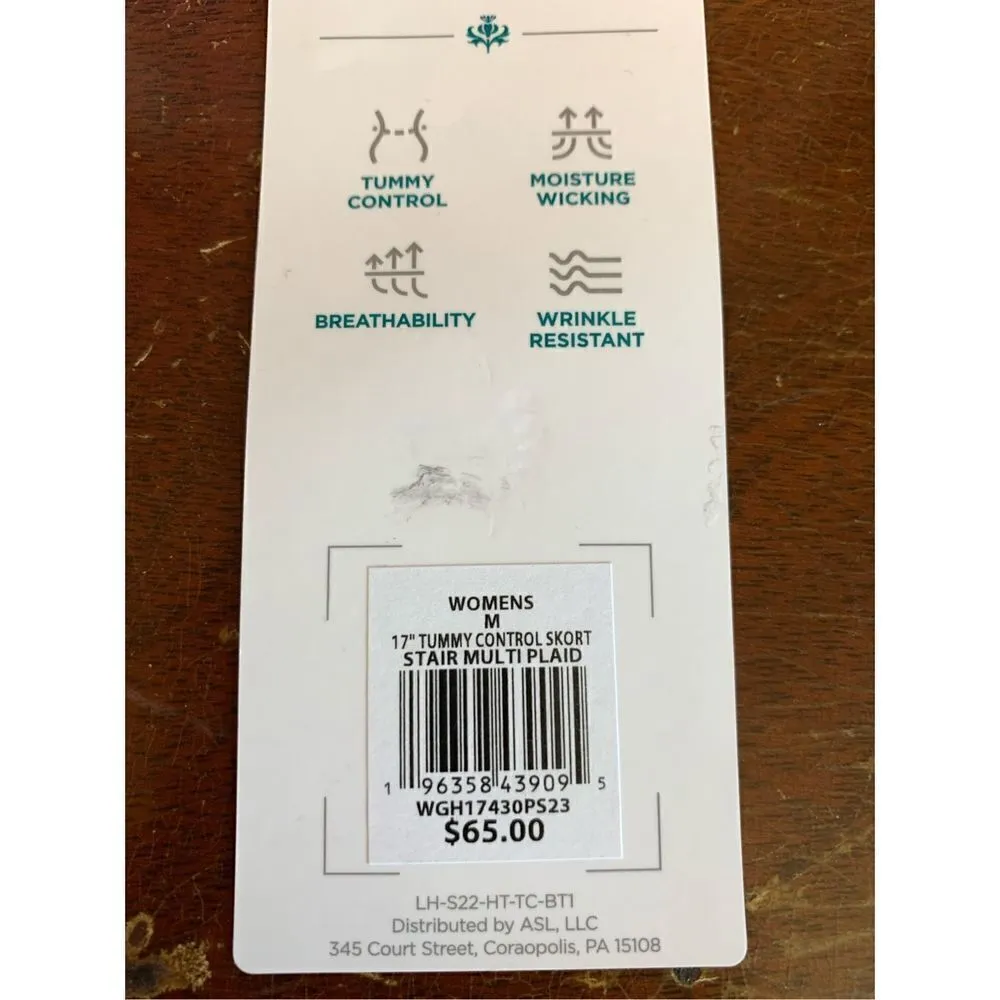 TUMMY
CONTROL
MOISTURE
WICKING
BREATHABILITY
WRINKLE
RESISTANT
WOMENS
M
17" TUMMY CONTROL SKORT
STAIR MULTI PLAID
1 96358 43909 5
WGH17430PS23
$65.00
LH-S22-HT-TC-BT1
Distributed by ASL, LLC
345 Court Street, Coraopolis, PA 15108